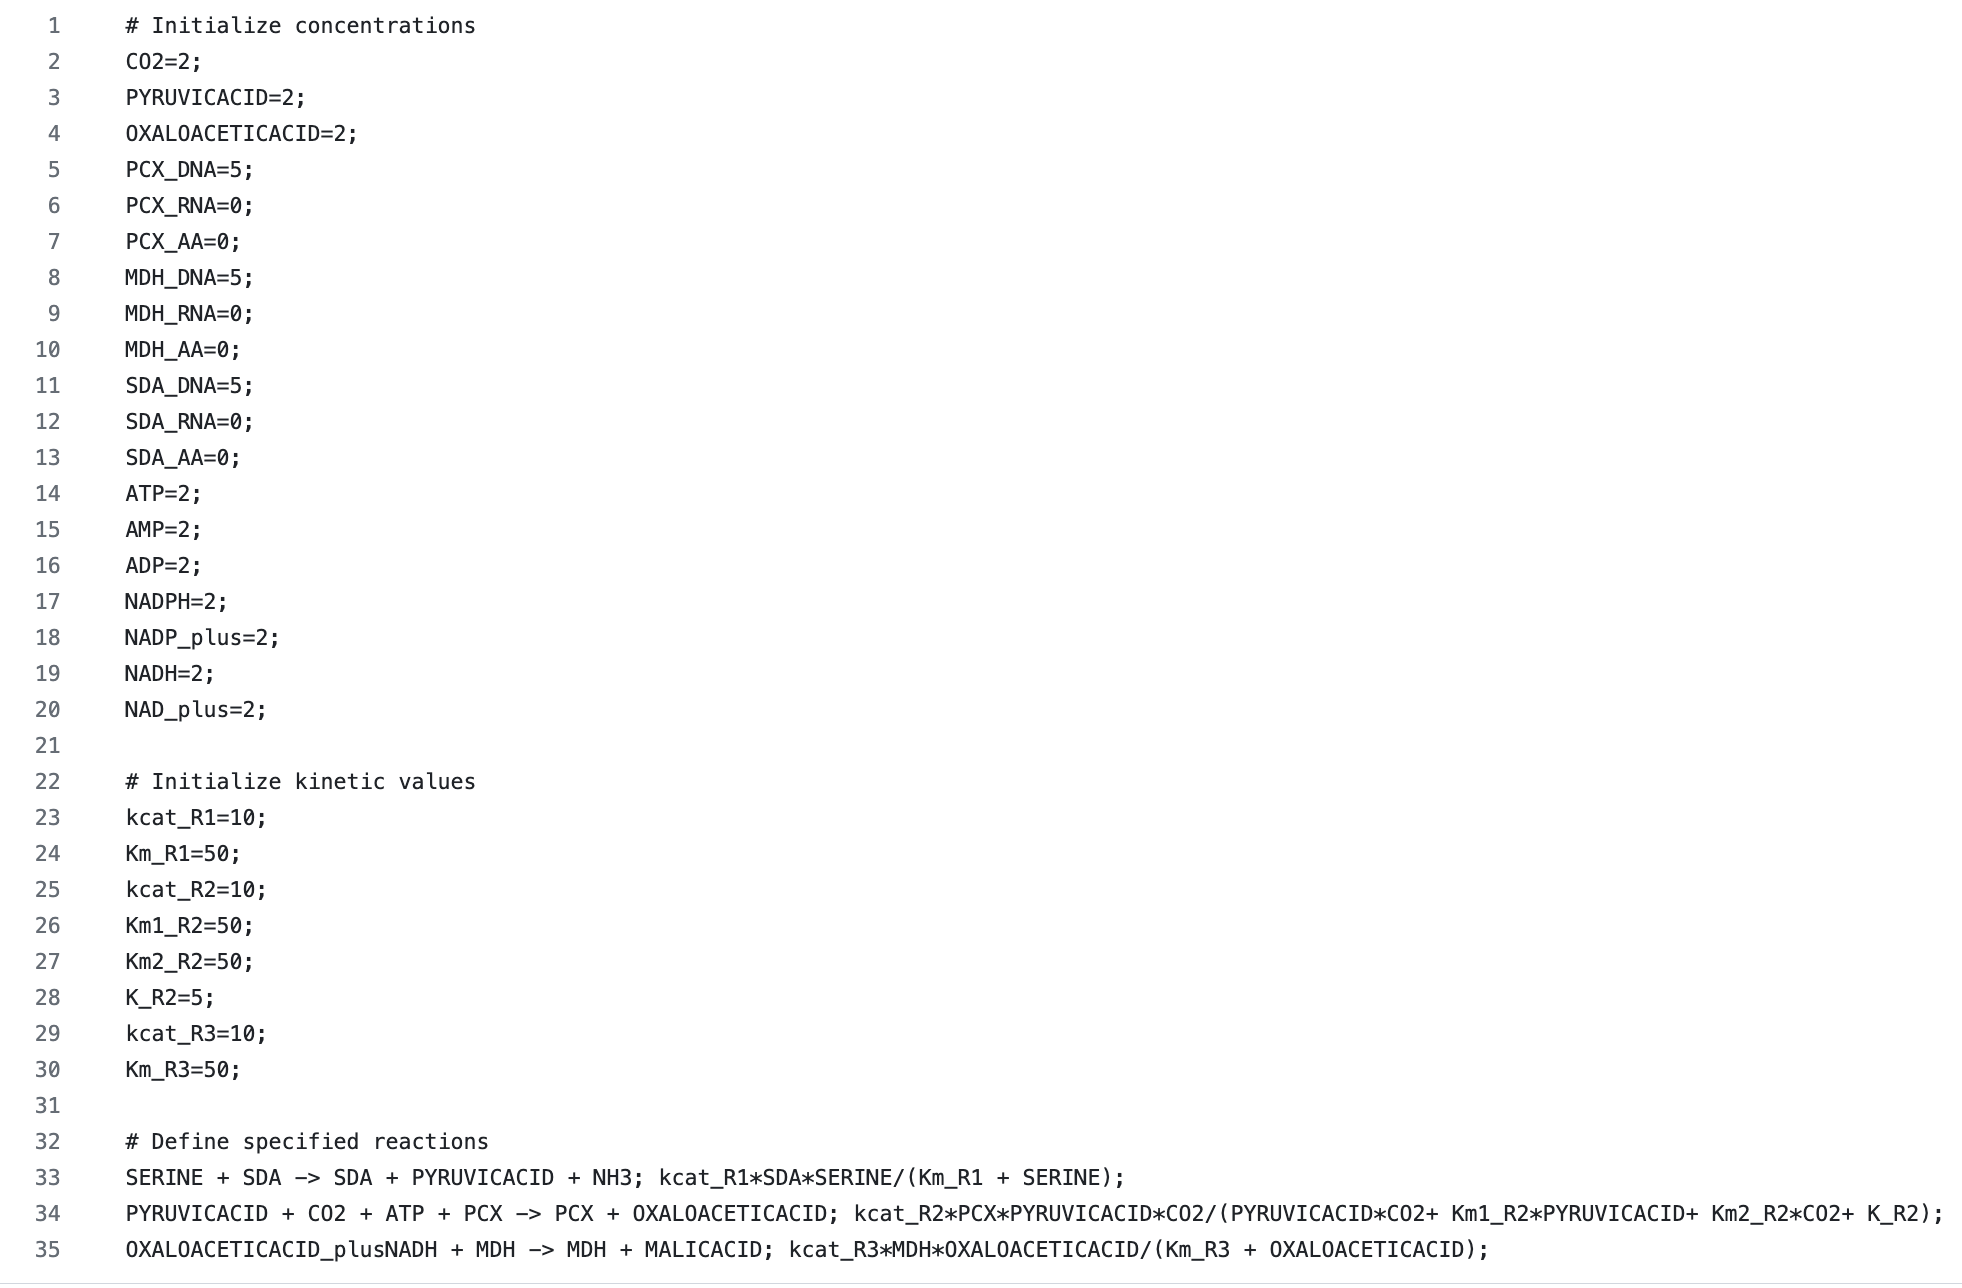 1 # Initialize concentrations
2 CO2=2;
3 PYRUVICACID=2;
4 OXALOACETICACID=2;
5 PCX_DNA=5;
6 PCX_RNA=0;
7 PCX_AA=0;
8 MDH_DNA=5;
9 MDH_RNA=0;
10 MDH_AA=0;
11 SDA_DNA=5;
12 SDA_RNA=0;
13 SDA_AA=0;
14 ATP=2;
15 AMP=2;
16 ADP=2;
17 NADPH=2;
18 NADP_plus=2;
19 NADH=2;
20 NAD_plus=2;
21
22 # Initialize kinetic values
23 kcat_R1=10;
24 Km_R1=50;
25 kcat_R2=10;
26 Km1_R2=50;
27 Km2_R2=50;
28 K_R2=5;
29 kcat_R3=10;
30 Km_R3=50;
31
32 # Define specified reactions
33 SERINE + SDA -> SDA + PYRUVICACID + NH3; kcat_R1*SDA*SERINE/(Km_R1 + SERINE);
34 PYRUVICACID + CO2 + ATP + PCX -> PCX + OXALOACETICACID; kcat_R2*PCX*PYRUVICACID*CO2/(PYRUVICACID*CO2+ Km1_R2*PYRUVICACID+ Km2_R2*CO2+ K_R2);
35 OXALOACETICACID_plusNADH + MDH -> MDH + MALICACID; kcat_R3*MDH*OXALOACETICACID/(Km_R3 + OXALOACETICACID);